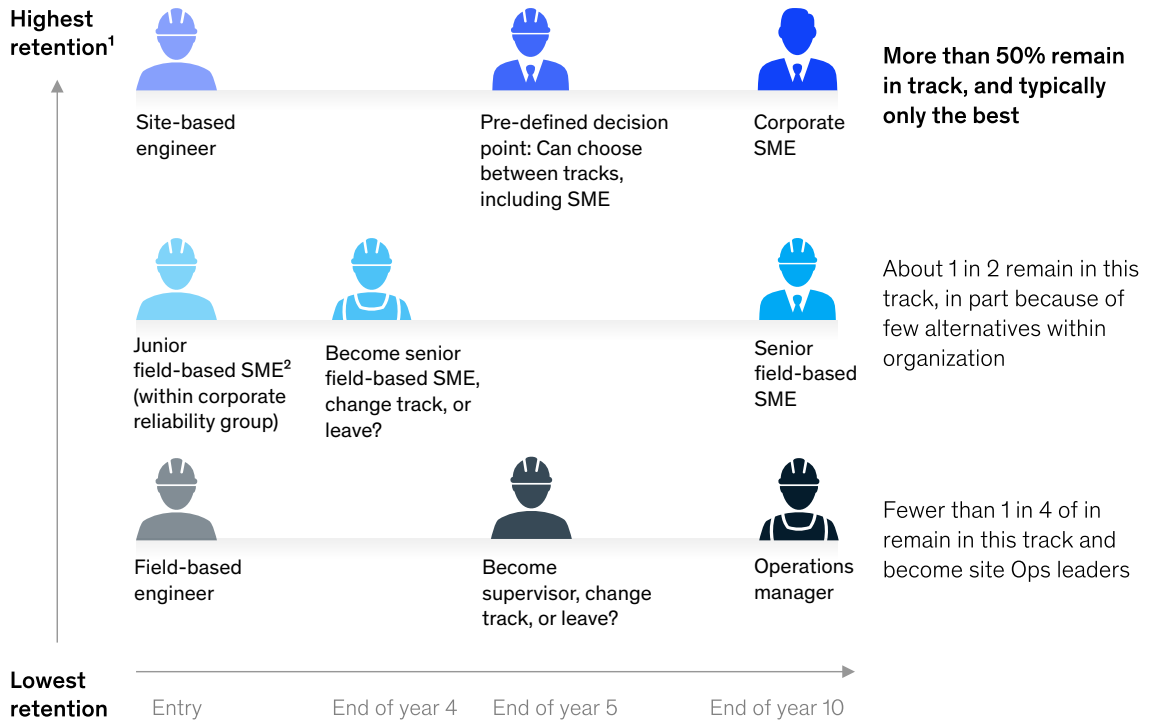 Highest
retention¹
Site-based
engineer
Pre-defined decision
point: Can choose
between tracks,
including SME
Corporate
SME
More than 50% remain
in track, and typically
only the best
Junior
field-based SME²
(within corporate
reliability group)
Become senior
field-based SME,
change track, or
leave?
Senior
field-based
SME
About 1 in 2 remain in this
track, in part because of
few alternatives within
organization
Field-based
engineer
Become
supervisor, change
track, or leave?
Operations
manager
Fewer than 1 in 4 of in
remain in this track and
become site Ops leaders
Lowest
retention
Entry
End of year 4
End of year 5
End of year 10